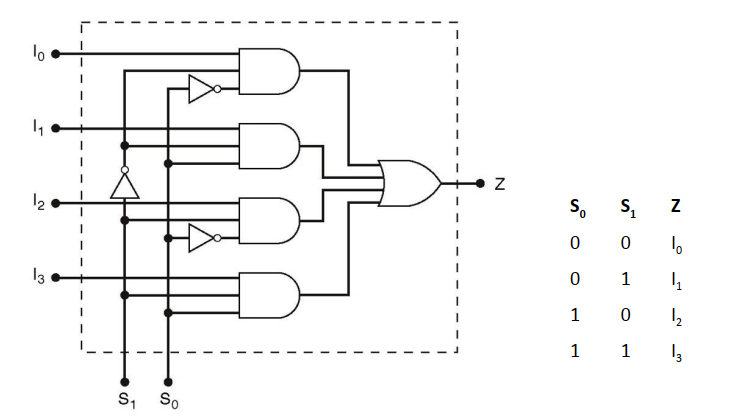 I0
I1
I2
I3
S1 S0
Z
S0 S1 Z
0 0 I0
0 1 I1
1 0 I2
1 1 I3